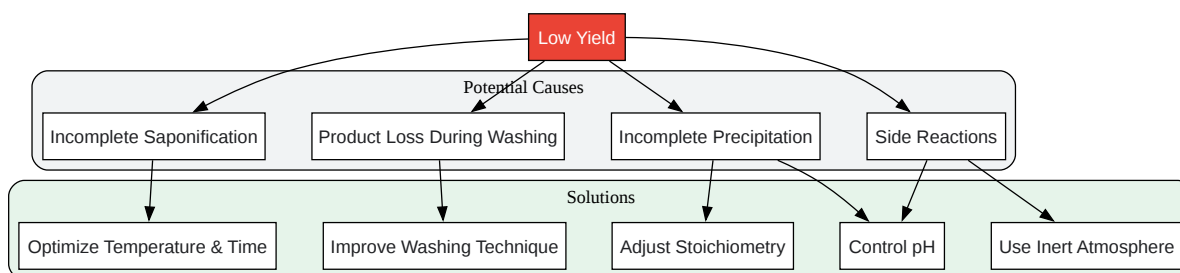 Low Yield
Potential Causes
Incomplete Saponification
Product Loss During Washing
Incomplete Precipitation
Side Reactions
Solutions
Optimize Temperature & Time
Improve Washing Technique
Adjust Stoichiometry
Control pH
Use Inert Atmosphere